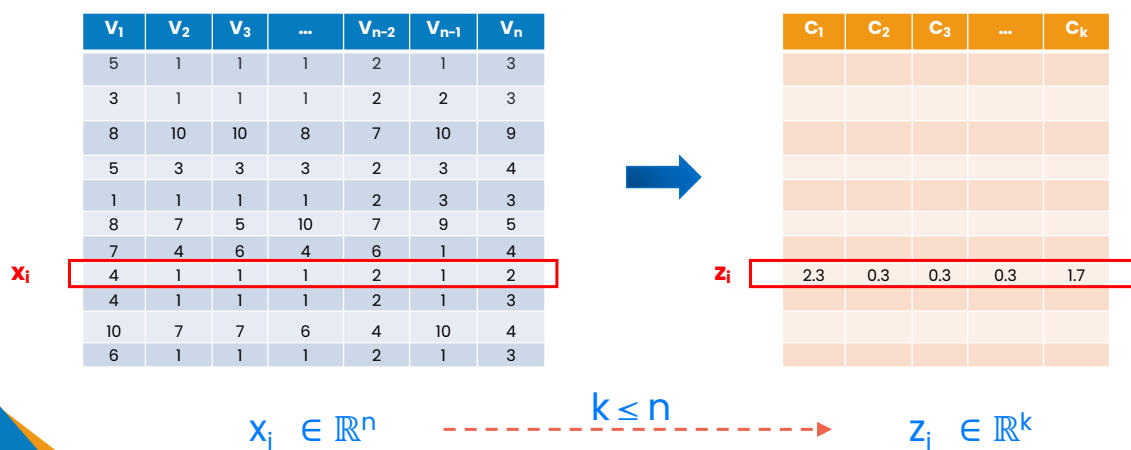 V₁ V₂ V₃ ... Vₙ₋₂ Vₙ₋₁ Vₙ
5 1 1 1 2 1 3
3 1 1 1 2 2 3
8 10 10 8 7 10 9
5 3 3 3 2 3 4
1 1 1 1 2 3 3
8 7 5 10 7 9 5
7 4 6 4 6 1 4
xᵢ 4 1 1 1 2 1 2
4 1 1 1 2 1 3
10 7 7 6 4 10 4
6 1 1 1 2 1 3
C₁ C₂ C₃ ... Cₖ
zᵢ 2.3 0.3 0.3 0.3 1.7
xᵢ ∈ ℝⁿ
k ≤ n
zᵢ ∈ ℝᵏ